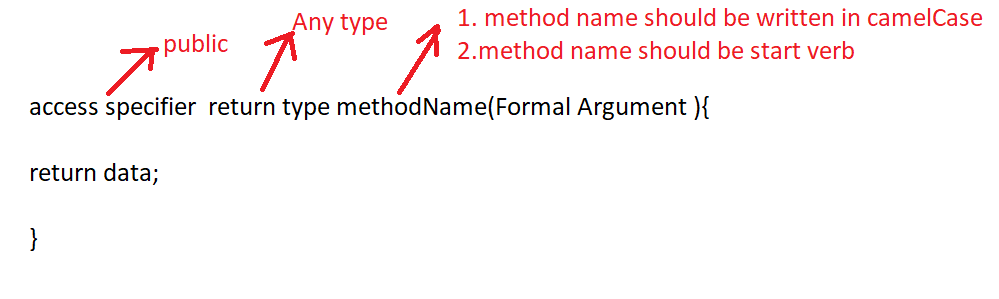 1. method name should be written in camelCase
Any type
public
2.method name should be start verb
access specifier  return type methodName(Formal Argument ){
return data;
}